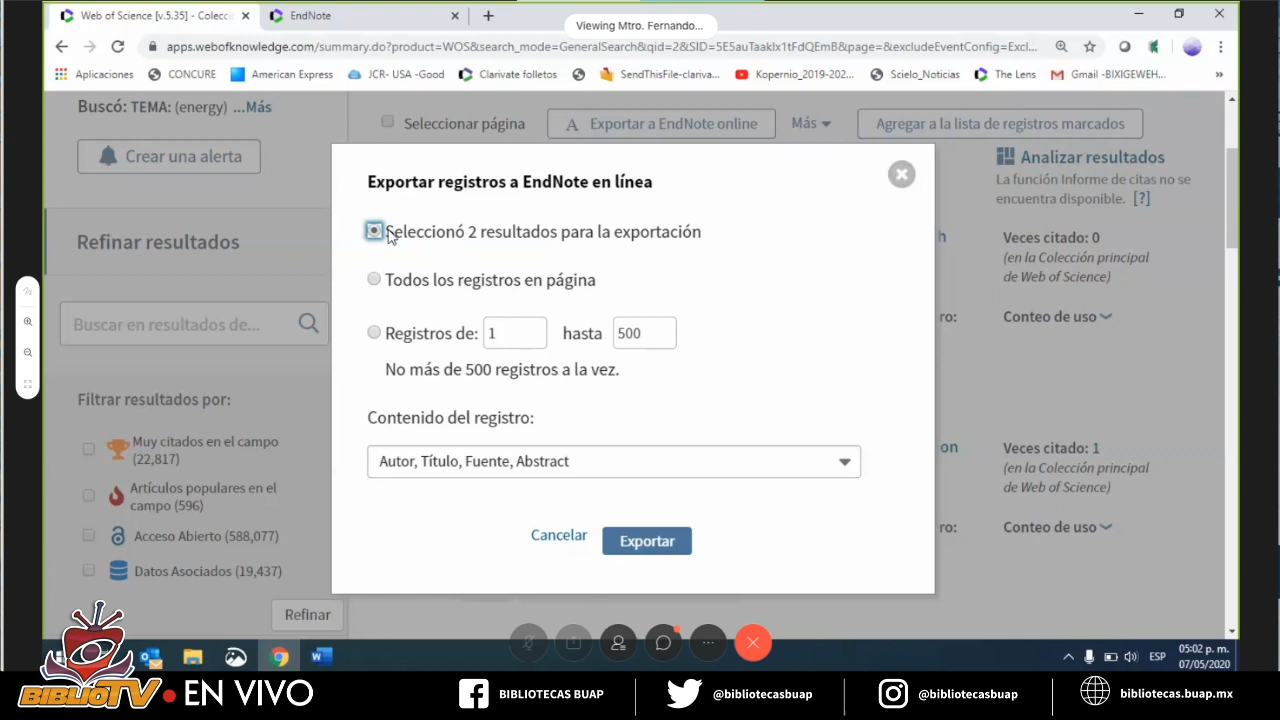 Web of Science [v.5.35] - Colecc
EndNote
Viewing Mtro. Fernando...
apps.webofknowledge.com/summary.do?product=WOS&search_mode=GeneralSearch&qid=2&SID=5E5auTaaklx1tFdQEmB&page=&excludeEventConfig=Excl...
Aplicaciones
CONCURE
American Express
JCR- USA -Good
Clarivate folletos
SendThisFile-clariva...
Kopernio_2019-202...
Scielo_Noticias
The Lens
Gmail -BIXIGEWEH...
»
Buscó: TEMA: (energy) ...Más
Seleccionar página
Exportar a EndNote online
Más
Agregar a la lista de registros marcados
Crear una alerta
Analizar resultados
La función Informe de citas no se
encuentra disponible. [?]
Exportar registros a EndNote en línea
Refinar resultados
Seleccionó 2 resultados para la exportación
h
Veces citado: 0
(en la Colección principal
de Web of Science)
Todos los registros en página
Buscar en resultados de...
Registros de: 1 hasta 500
ro:
Conteo de uso
No más de 500 registros a la vez.
Filtrar resultados por:
Contenido del registro:
Muy citados en el campo
(22,817)
Autor, Título, Fuente, Abstract
on
Veces citado: 1
(en la Colección principal
de Web of Science)
Artículos populares en el
campo (596)
Acceso Abierto (588,077)
Cancelar
Exportar
ro:
Conteo de uso
Datos Asociados (19,437)
Refinar
ESP
05:02 p. m.
07/05/2020
BIBLIOTV
EN VIVO
BIBLIOTECAS BUAP
@bibliotecasbuap
@bibliotecasbuap
bibliotecas.buap.mx